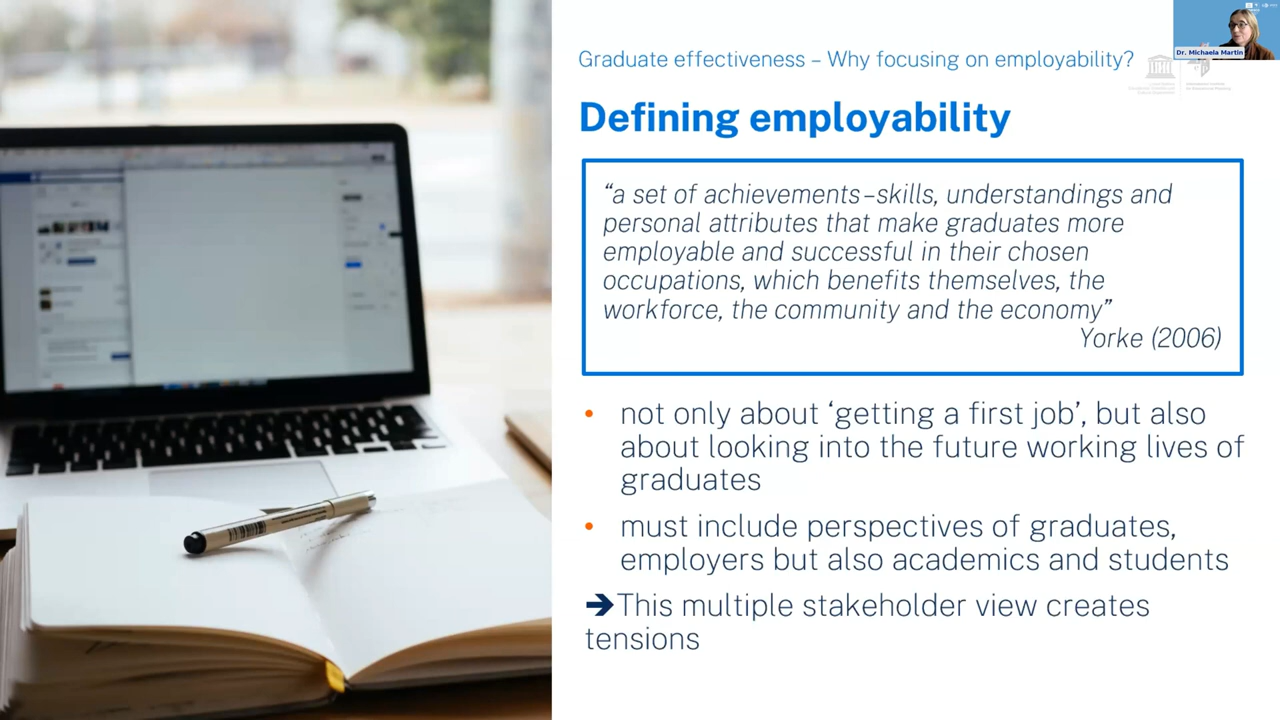 Graduate effectiveness – Why focusing on employability?
Dr. Michaela Martin
Defining employability
“a set of achievements–skills, understandings and
personal attributes that make graduates more
employable and successful in their chosen
occupations, which benefits themselves, the
workforce, the community and the economy”
Yorke (2006)
• not only about ‘getting a first job’, but also
about looking into the future working lives of
graduates
• must include perspectives of graduates,
employers but also academics and students
➔This multiple stakeholder view creates
tensions